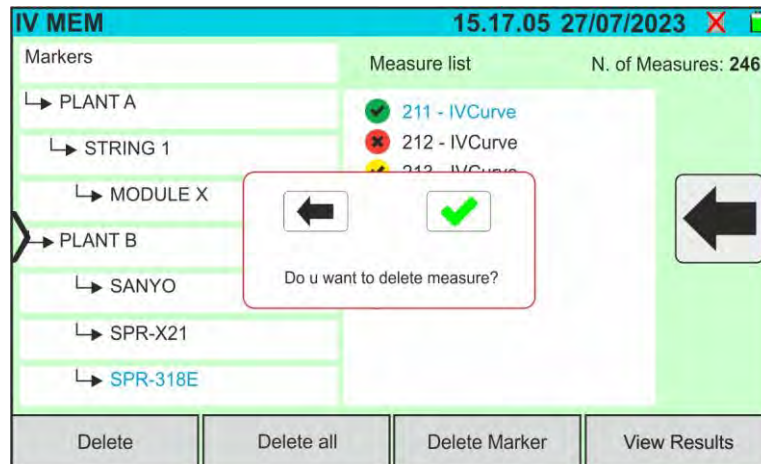 IV MEM 15.17.05 27/07/2023
Markers Measure list N. of Measures: 246
PLANT A
STRING 1
MODULE X
PLANT B
SANYO
SPR-X21
SPR-318E
211 - IVCurve
212 - IVCurve
213 - IVCurve
Do u want to delete measure?
Delete Delete all Delete Marker View Results